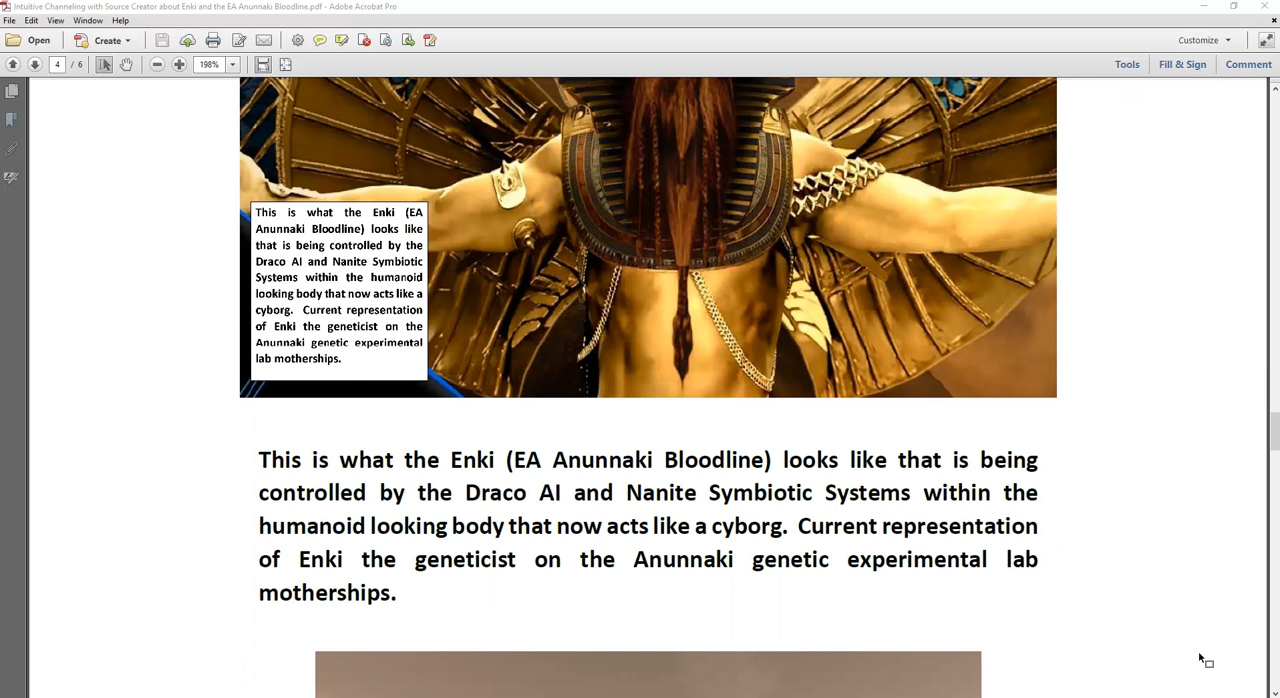 Intuitive Channeling with Source Creator about Enki and the EA Anunnaki Bloodline.pdf - Adobe Acrobat Pro
File Edit View Window Help
Open Create Customize
4 / 6 198% Tools Fill & Sign Comment
This is what the Enki (EA
Anunnaki Bloodline) looks like
that is being controlled by the
Draco AI and Nanite Symbiotic
Systems within the humanoid
looking body that now acts like a
cyborg. Current representation
of Enki the geneticist on the
Anunnaki genetic experimental
lab motherships.
This is what the Enki (EA Anunnaki Bloodline) looks like that is being
controlled by the Draco AI and Nanite Symbiotic Systems within the
humanoid looking body that now acts like a cyborg. Current representation
of Enki the geneticist on the Anunnaki genetic experimental lab
motherships.